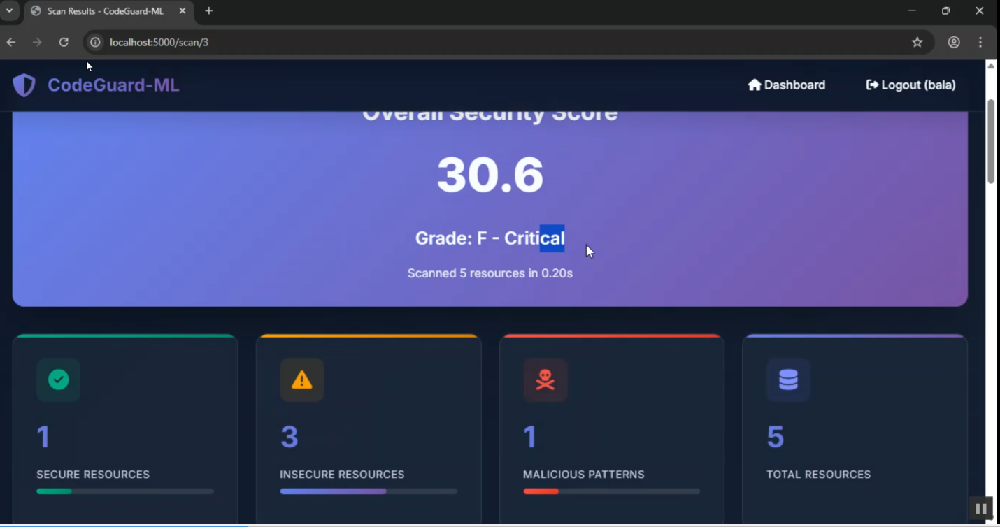 Scan Results - CodeGuard-ML
localhost:5000/scan/3
CodeGuard-ML
Dashboard
Logout (bala)
Overall Security Score
30.6
Grade: F - Critical
Scanned 5 resources in 0.20s
1
SECURE RESOURCES
3
INSECURE RESOURCES
1
MALICIOUS PATTERNS
5
TOTAL RESOURCES